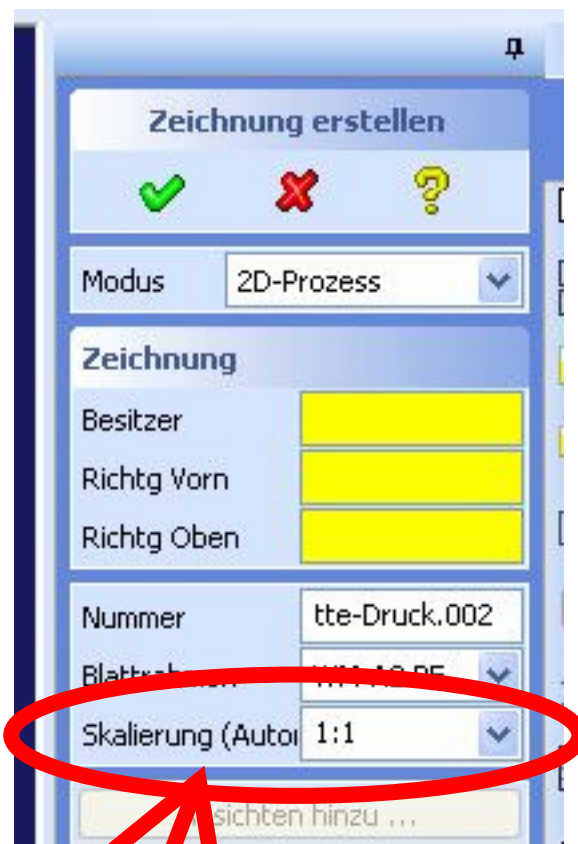 Zeichnung erstellen
Modus 2D-Prozess
Zeichnung
Besitzer
Richtg Vorn
Richtg Oben
Nummer tte-Druck.002
Skalierung (Autor 1:1
sichten hinzu ...